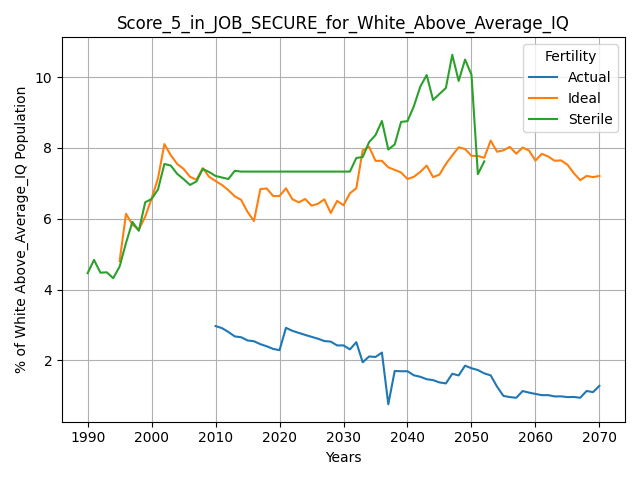 Score_5_in_JOB_SECURE_for_White_Above_Average_IQ
% of White Above_Average_IQ Population
10
8
6
4
2
Fertility
Actual
Ideal
Sterile
1990 2000 2010 2020 2030 2040 2050 2060 2070
Years